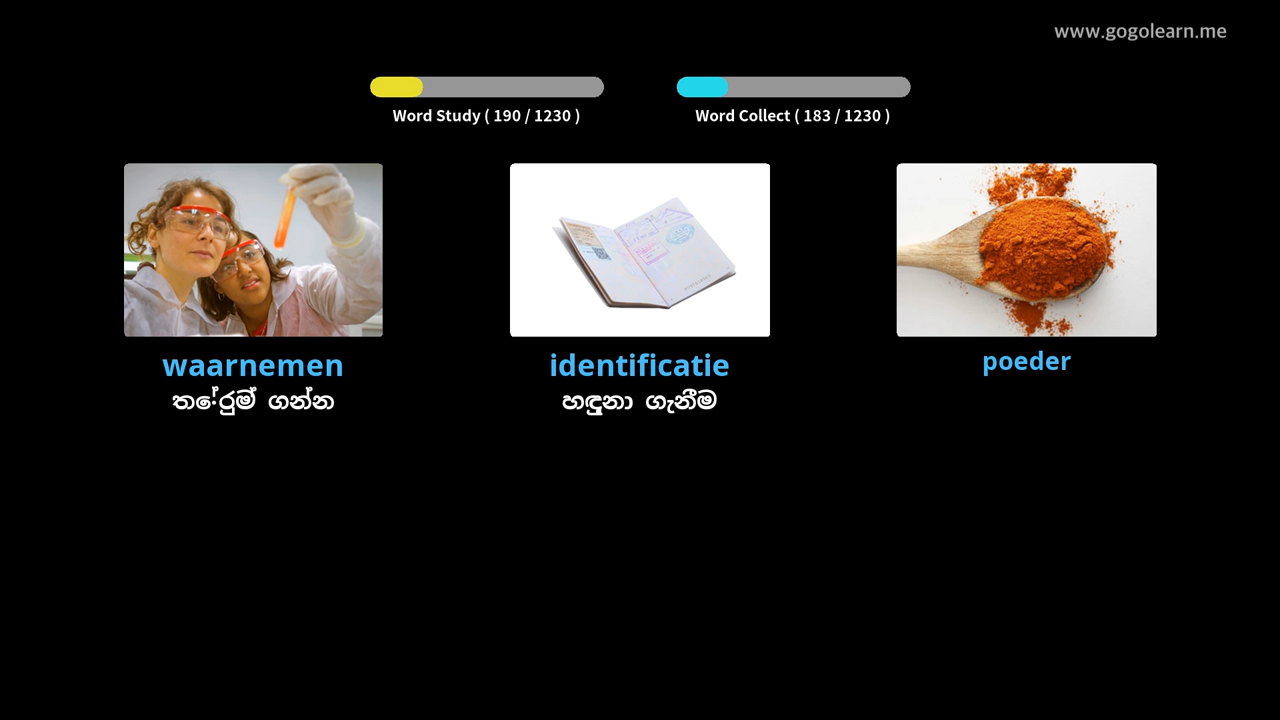 www.gogolearn.me
Word Study ( 190 / 1230 )
Word Collect ( 183 / 1230 )
waarnemen
තේරුම් ගන්න
identificatie
හඳුනා ගැනීම
poeder